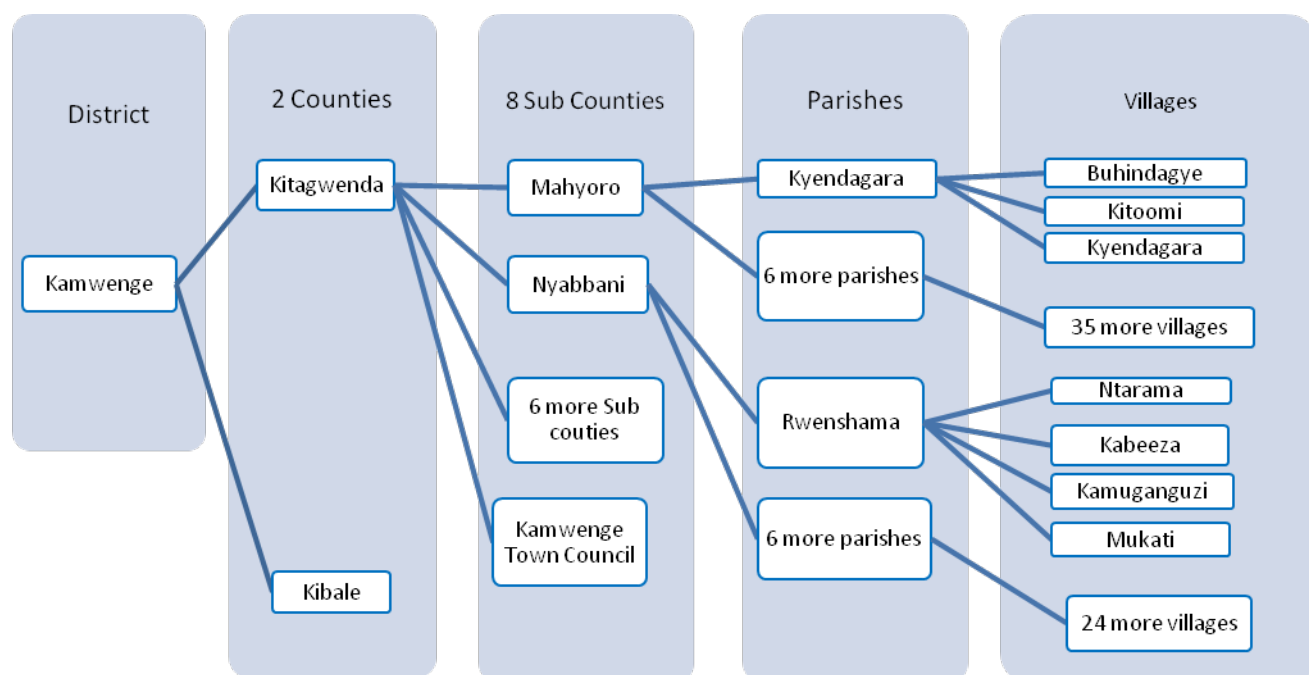 District
2 Counties
8 Sub Counties
Parishes
Villages
Kamwenge
Kitagwenda
Kibale
Mahyoro
Nyabbani
6 more Sub
couties
Kamwenge
Town Council
Kyendagara
6 more parishes
Rwenshama
6 more parishes
Buhindagye
Kitoomi
Kyendagara
35 more villages
Ntarama
Kabeeza
Kamuganguzi
Mukati
24 more villages